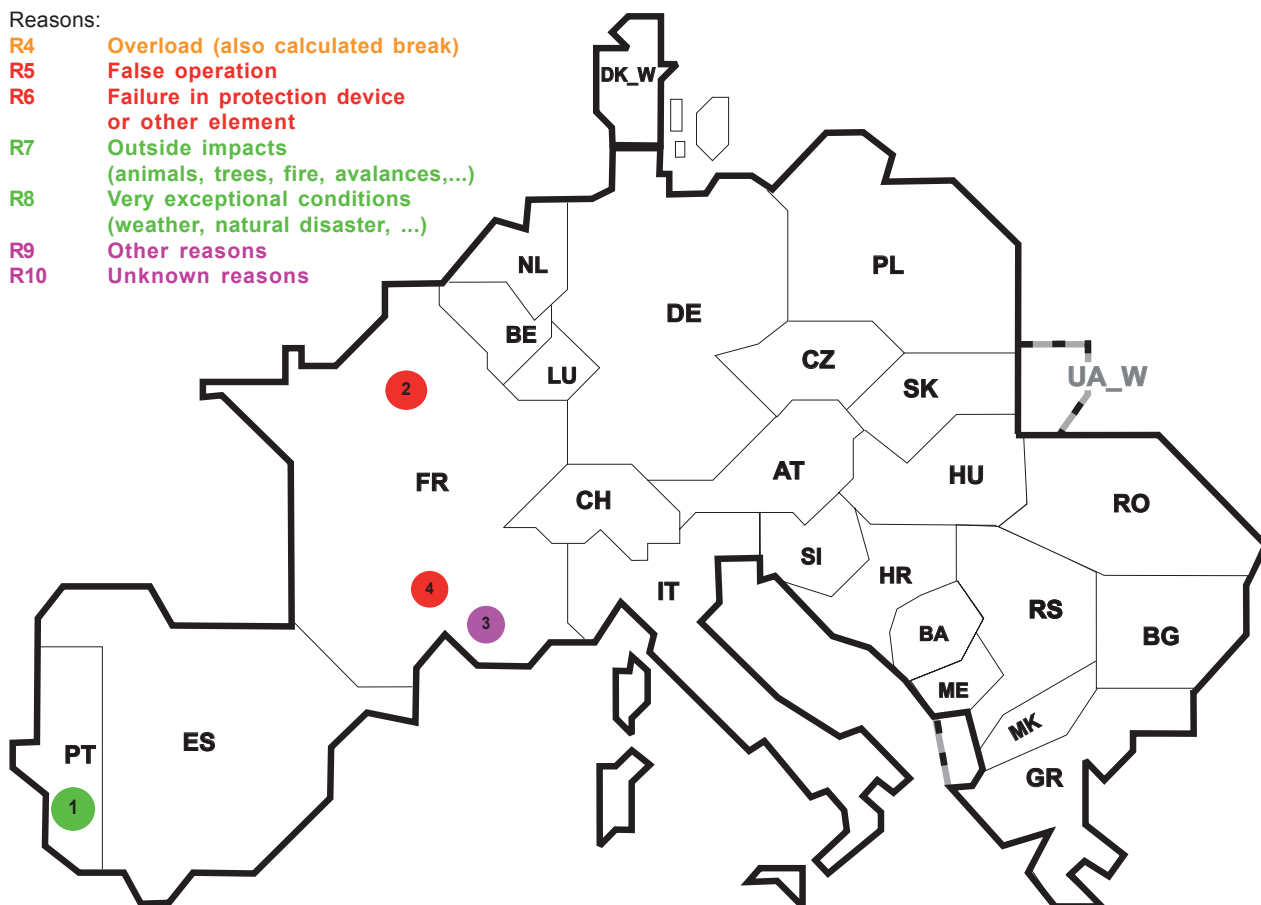 Reasons:
R4 Overload (also calculated break)
R5 False operation
R6 Failure in protection device
or other element
R7 Outside impacts
(animals, trees, fire, avalances,...)
R8 Very exceptional conditions
(weather, natural disaster, ...)
R9 Other reasons
R10 Unknown reasons
DK_W
NL
PL
DE
BE
CZ
LU
UA_W
SK
2
FR
AT
HU
CH
RO
SI
HR
IT
4
RS
3
BA
BG
ME
ES
MK
PT
GR
1